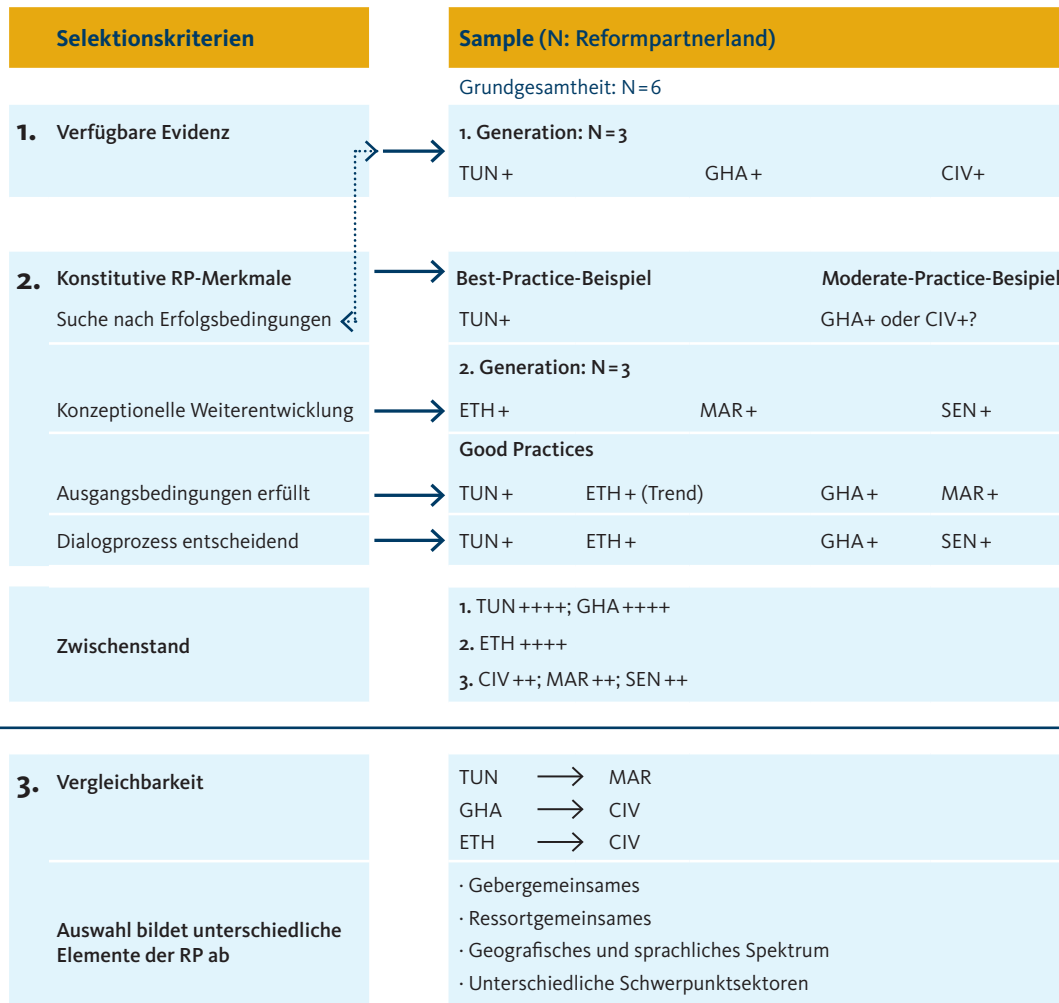 Selektionskriterien
Sample (N: Reformpartnerland)
Grundgesamtheit: N=6
1. Verfügbare Evidenz
1. Generation: N=3
TUN+ GHA+ CIV+
2. Konstitutive RP-Merkmale
Best-Practice-Beispiel Moderate-Practice-Besipiel
Suche nach Erfolgsbedingungen
TUN+ GHA+ oder CIV+?
2. Generation: N=3
Konzeptionelle Weiterentwicklung
ETH+ MAR+ SEN+
Good Practices
Ausgangsbedingungen erfüllt
TUN+ ETH+ (Trend) GHA+ MAR+
Dialogprozess entscheidend
TUN+ ETH+ GHA+ SEN+
Zwischenstand
1. TUN++++; GHA++++
2. ETH ++++
3. CIV++; MAR++; SEN++
3. Vergleichbarkeit
TUN → MAR
GHA → CIV
ETH → CIV
Auswahl bildet unterschiedliche
Elemente der RP ab
· Gebergemeinsames
· Ressortgemeinsames
· Geografisches und sprachliches Spektrum
· Unterschiedliche Schwerpunktsektoren